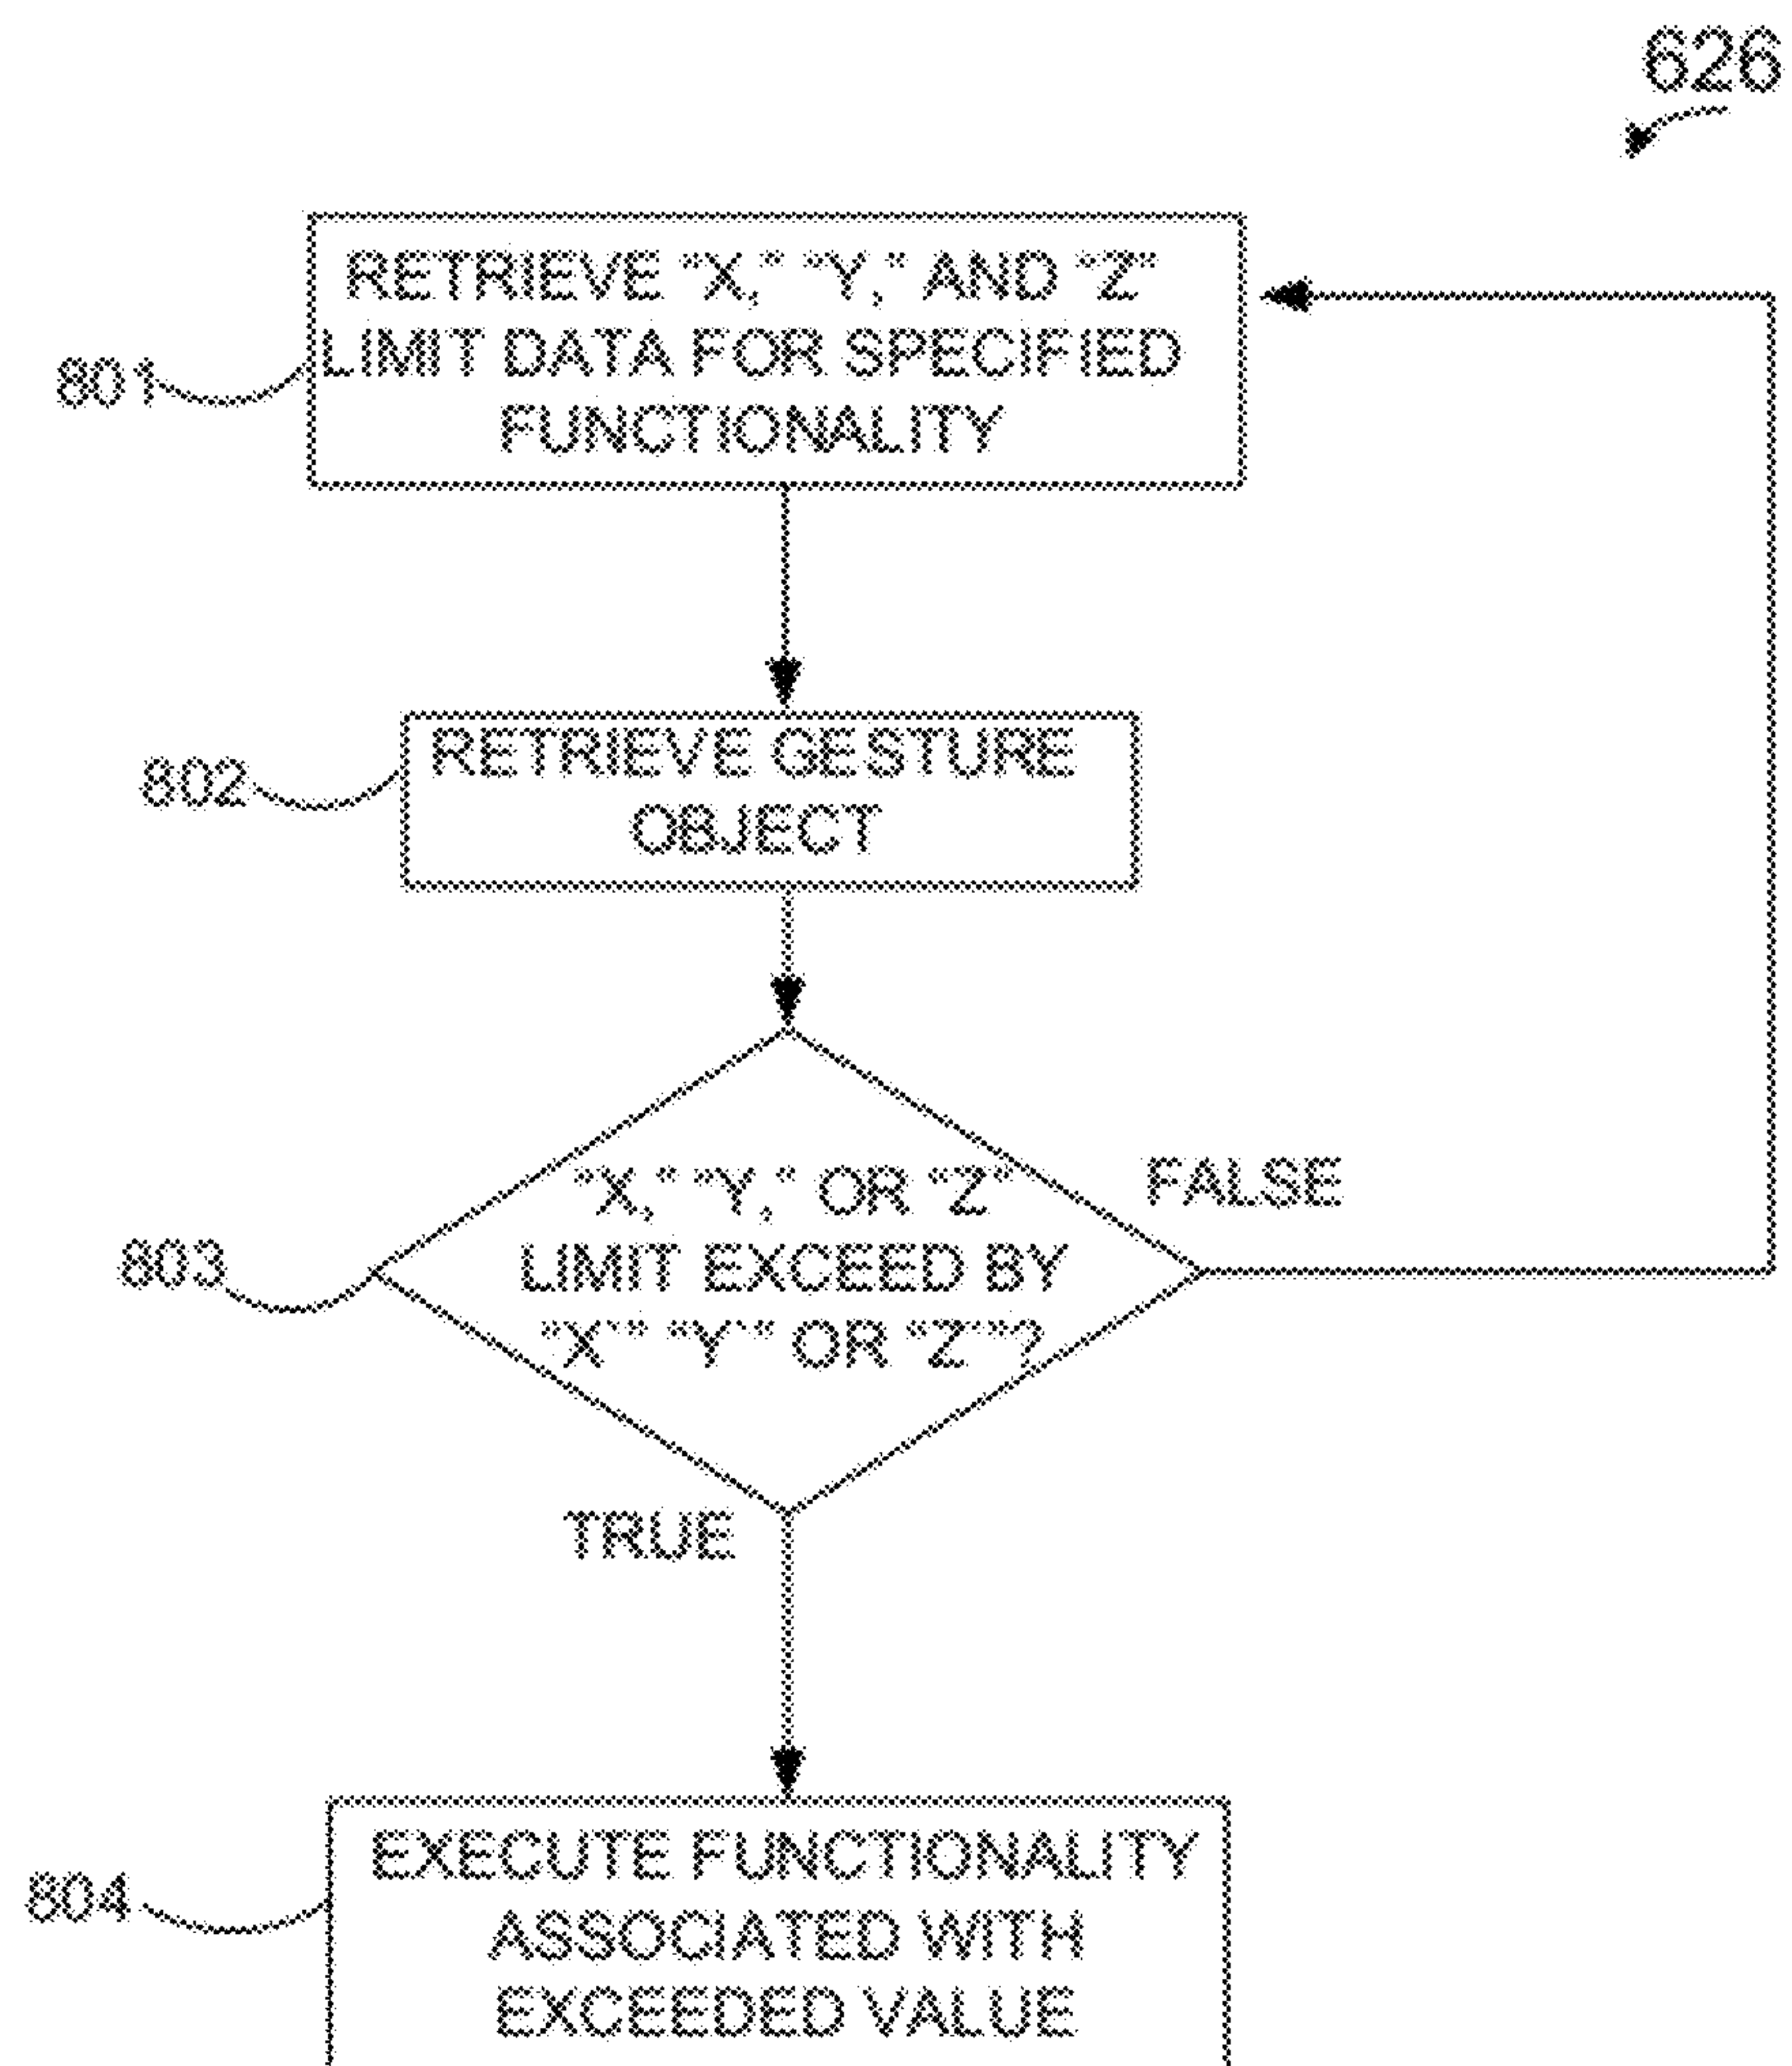 626
RETRIEVE "X," "Y," AND "Z"
LIMIT DATA FOR SPECIFIED
FUNCTIONALITY
801
RETRIEVE GESTURE
OBJECT
802
"X," "Y," OR "Z"
LIMIT EXCEED BY
"X'" "Y'" OR "Z'"?
803
FALSE
TRUE
EXECUTE FUNCTIONALITY
ASSOCIATED WITH
EXCEEDED VALUE
804